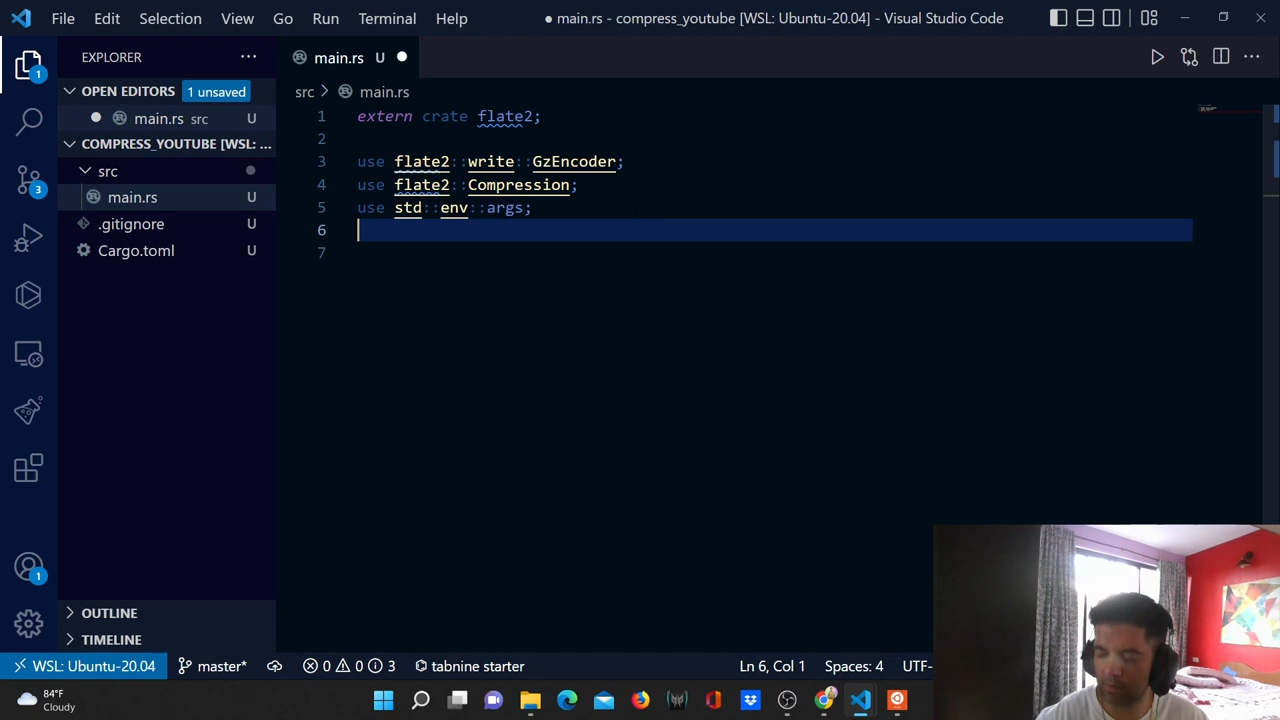 File Edit Selection View Go Run Terminal Help ● main.rs - compress_youtube [WSL: Ubuntu-20.04] - Visual Studio Code
EXPLORER ···
main.rs U
OPEN EDITORS 1 unsaved
src > main.rs
main.rs src U
COMPRESS_YOUTUBE [WSL: ...
src
main.rs U
.gitignore U
Cargo.toml U
1 extern crate flate2;
2
3 use flate2::write::GzEncoder;
4 use flate2::Compression;
5 use std::env::args;
6
7
1
3
1
OUTLINE
TIMELINE
WSL: Ubuntu-20.04 master* 0 0 3 tabnine starter Ln 6, Col 1 Spaces: 4 UTF-
84°F
Cloudy